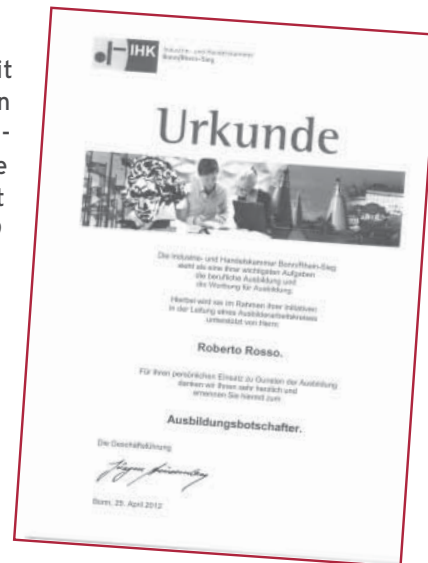 it
n
-
e
t
IHK Industrie- und Handelskammer
Bonn/Rhein-Sieg
Urkunde
Die Industrie- und Handelskammer Bonn/Rhein-Sieg
sieht als eine ihrer wichtigsten Aufgaben
die berufliche Ausbildung und
die Werbung für Ausbildung.
Hierbei wird sie im Rahmen ihrer Initiativen
in der Leitung eines Ausbilderarbeitskreises
unterstützt von Herrn
Roberto Rosso.
Für Ihren persönlichen Einsatz zu Gunsten der Ausbildung
danken wir Ihnen sehr herzlich und
ernennen Sie hiermit zum
Ausbildungsbotschafter.
Die Geschäftsführung
Bonn, 25. April 2012